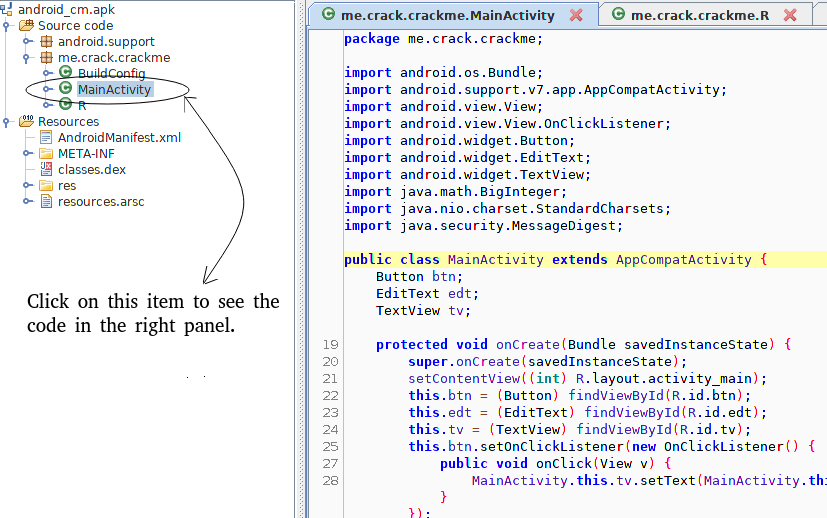 android_cm.apk
Source code
android.support
me.crack.crackme
BuildConfig
MainActivity
R
Resources
AndroidManifest.xml
META-INF
classes.dex
res
resources.arsc
Click on this item to see the
code in the right panel.
me.crack.crackme.MainActivity
me.crack.crackme.R
package me.crack.crackme;
import android.os.Bundle;
import android.support.v7.app.AppCompatActivity;
import android.view.View;
import android.view.View.OnClickListener;
import android.widget.Button;
import android.widget.EditText;
import android.widget.TextView;
import java.math.BigInteger;
import java.nio.charset.StandardCharsets;
import java.security.MessageDigest;
public class MainActivity extends AppCompatActivity {
Button btn;
EditText edt;
TextView tv;
19 protected void onCreate(Bundle savedInstanceState) {
20 super.onCreate(savedInstanceState);
21 setContentView((int) R.layout.activity_main);
22 this.btn = (Button) findViewById(R.id.btn);
23 this.edt = (EditText) findViewById(R.id.edt);
24 this.tv = (TextView) findViewById(R.id.tv);
25 this.btn.setOnClickListener(new OnClickListener() {
27 public void onClick(View v) {
28 MainActivity.this.tv.setText(MainActivity.thi
}
});